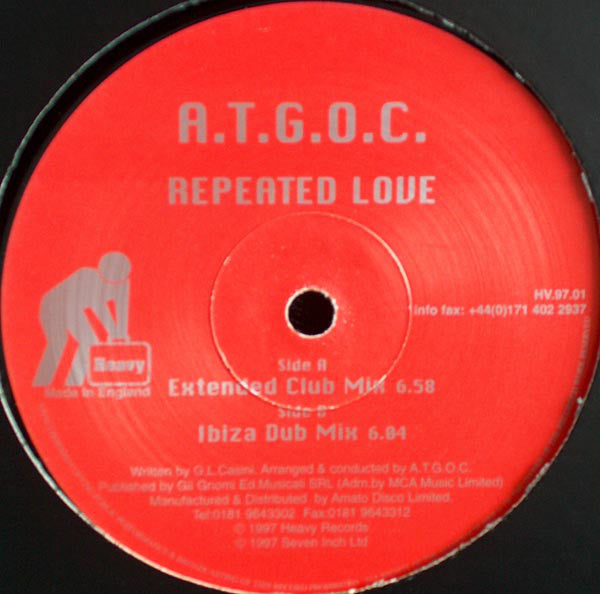 A.T.G.O.C.
REPEATED LOVE
HV.97.01
info fax: +44(0)171 402 2937
Heavy
Made in England
Side A
Extended Club Mix 6.58
Side B
Ibiza Dub Mix 6.04
Written by G.L.Casini. Arranged & conducted by A.T.G.O.C.
Published by Gli Gnomi Ed.Musicali SRL (Adm.by MCA Music Limited)
Manufactured & Distributed by Amato Disco Limited.
Tel:0181 9643302 Fax:0181 9643312
© 1997 Heavy Records
© 1997 Seven Inch Ltd